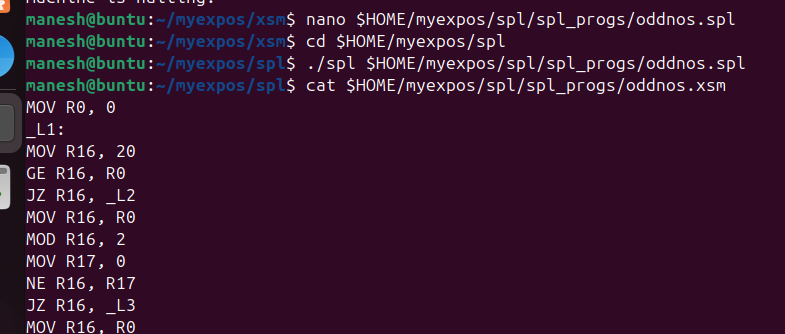 Machine is halting.
manesh@buntu:~/myexpos/xsm$ nano $HOME/myexpos/spl/spl_progs/oddnos.spl
manesh@buntu:~/myexpos/xsm$ cd $HOME/myexpos/spl
manesh@buntu:~/myexpos/spl$ ./spl $HOME/myexpos/spl/spl_progs/oddnos.spl
manesh@buntu:~/myexpos/spl$ cat $HOME/myexpos/spl/spl_progs/oddnos.xsm
MOV R0, 0
_L1:
MOV R16, 20
GE R16, R0
JZ R16, _L2
MOV R16, R0
MOD R16, 2
MOV R17, 0
NE R16, R17
JZ R16, _L3
MOV R16, R0